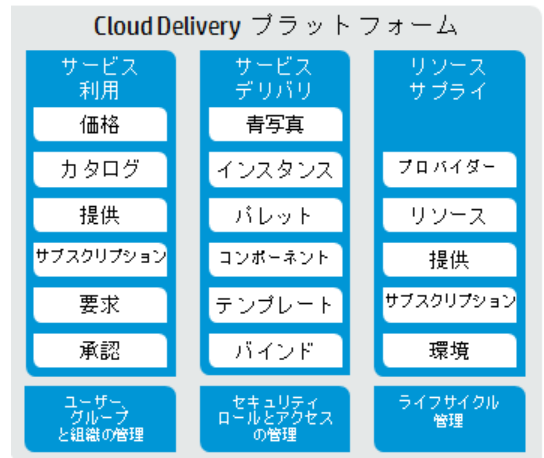 Cloud Delivery プラットフォーム
サービス
利用
価格
カタログ
提供
サブスクリプション
要求
承認
サービス
デリバリ
青写真
インスタンス
パレット
コンポーネント
テンプレート
バインド
リソース
サプライ
プロバイダー
リソース
提供
サブスクリプション
環境
ユーザー、
グループ
と組織の管理
セキュリティ
ロールとアクセス
の管理
ライフサイクル
管理